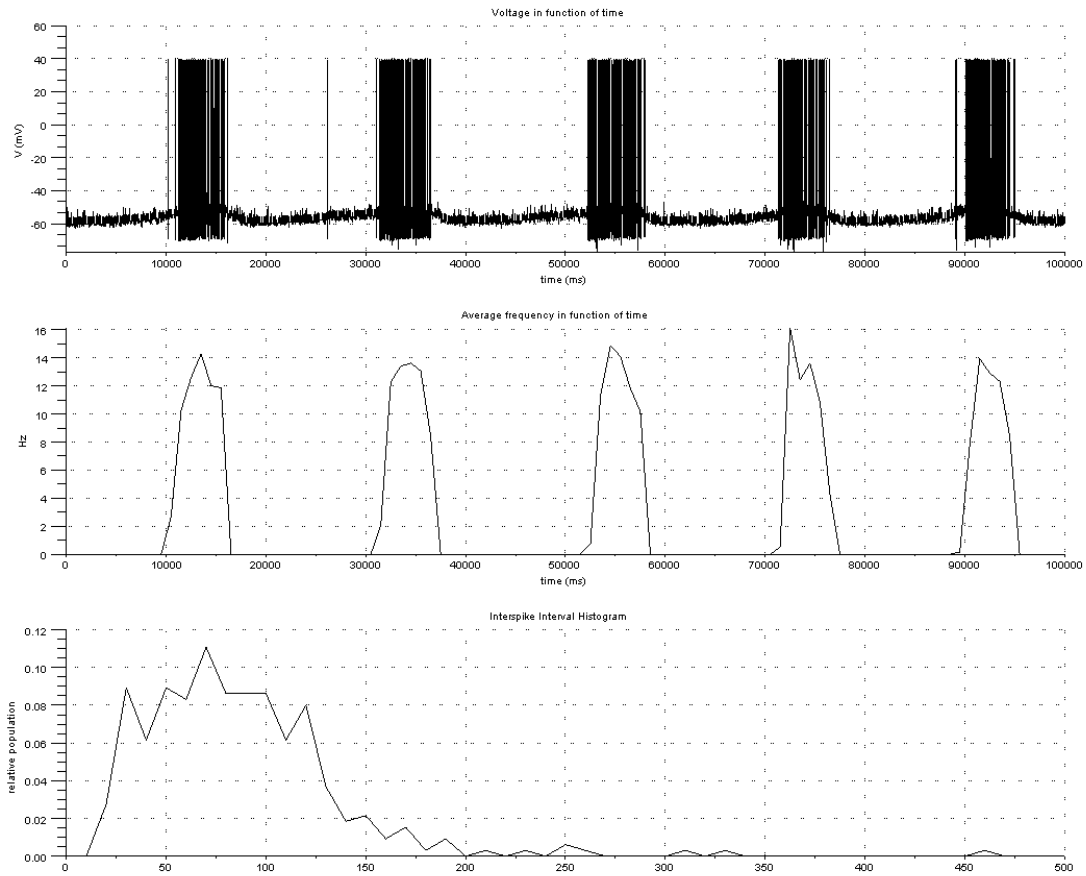 Voltage in function of time
60
40
20
0
-20
-40
-60
V (mV)
0 10000 20000 30000 40000 50000 60000 70000 80000 90000 100000
time (ms)
Average frequency in function of time
16
14
12
10
8
6
4
2
0
Hz
0 10000 20000 30000 40000 50000 60000 70000 80000 90000 100000
time (ms)
Interspike Interval Histogram
0.12
0.10
0.08
0.06
0.04
0.02
0.00
relative population
0 50 100 150 200 250 300 350 400 450 500